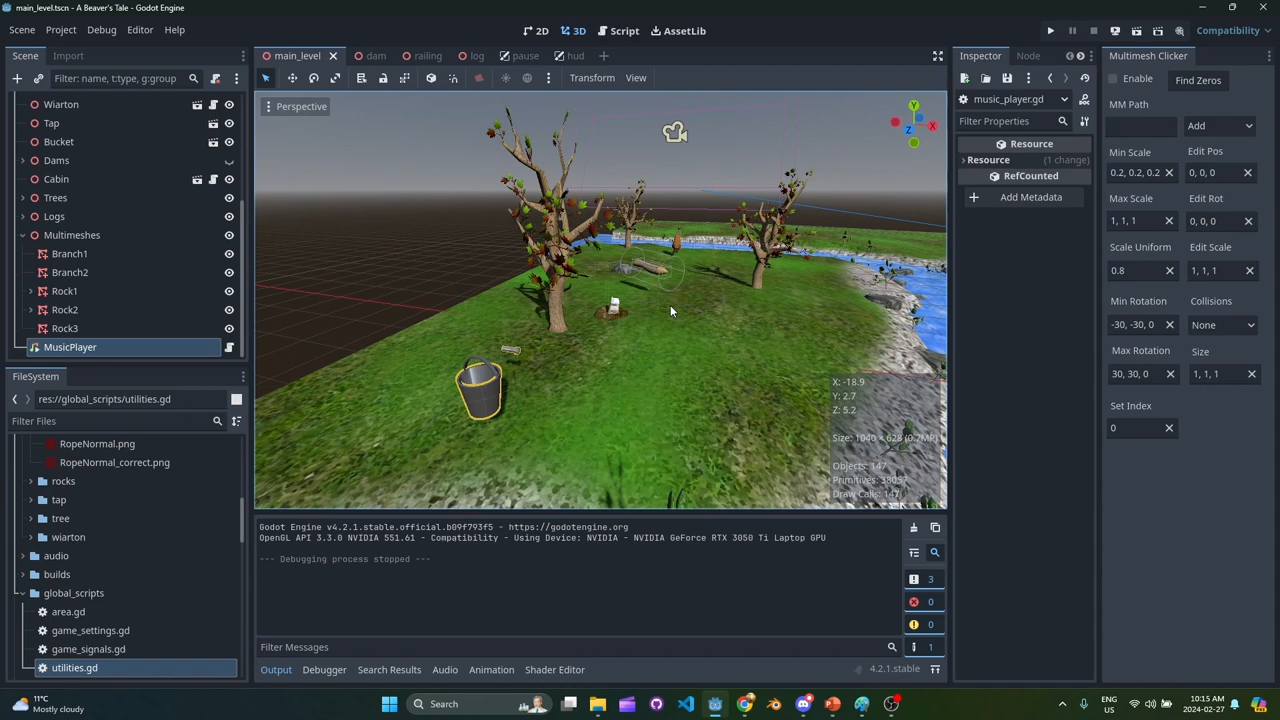 main_level.tscn - A Beaver's Tale - Godot Engine
Scene Project Debug Editor Help
2D 3D Script AssetLib
Compatibility
Scene Import
Filter: name, t:type, g:group
Wiarton
Tap
Bucket
Dams
Cabin
Trees
Logs
Multimeshes
Branch1
Branch2
Rock1
Rock2
Rock3
MusicPlayer
FileSystem
res://global_scripts/utilities.gd
Filter Files
RopeNormal.png
RopeNormal_correct.png
rocks
tap
tree
wiarton
audio
builds
global_scripts
area.gd
game_settings.gd
game_signals.gd
utilities.gd
main_level dam railing log pause hud
Transform View
Perspective
Y
X
Z
X: -18.9
Y: 2.7
Z: 5.2
Size: 1040 × 628 (0.7MP)
Objects: 147
Primitives: 38057
Draw Calls: 147
Godot Engine v4.2.1.stable.official.b09f793f5 - https://godotengine.org
OpenGL API 3.3.0 NVIDIA 551.61 - Compatibility - Using Device: NVIDIA - NVIDIA GeForce RTX 3050 Ti Laptop GPU
--- Debugging process stopped ---
3
0
0
1
Filter Messages
Output Debugger Search Results Audio Animation Shader Editor
4.2.1.stable
Inspector Node
music_player.gd
Filter Properties
Resource
Resource (1 change)
RefCounted
Add Metadata
Multimesh Clicker
Enable Find Zeros
MM Path
Add
Min Scale Edit Pos
0.2, 0.2, 0.2 0, 0, 0
Max Scale Edit Rot
1, 1, 1 0, 0, 0
Scale Uniform Edit Scale
0.8 1, 1, 1
Min Rotation Collisions
-30, -30, 0 None
Max Rotation Size
30, 30, 0 1, 1, 1
Set Index
0
11°C
Mostly cloudy
Search
ENG
US
10:15 AM
2024-02-27